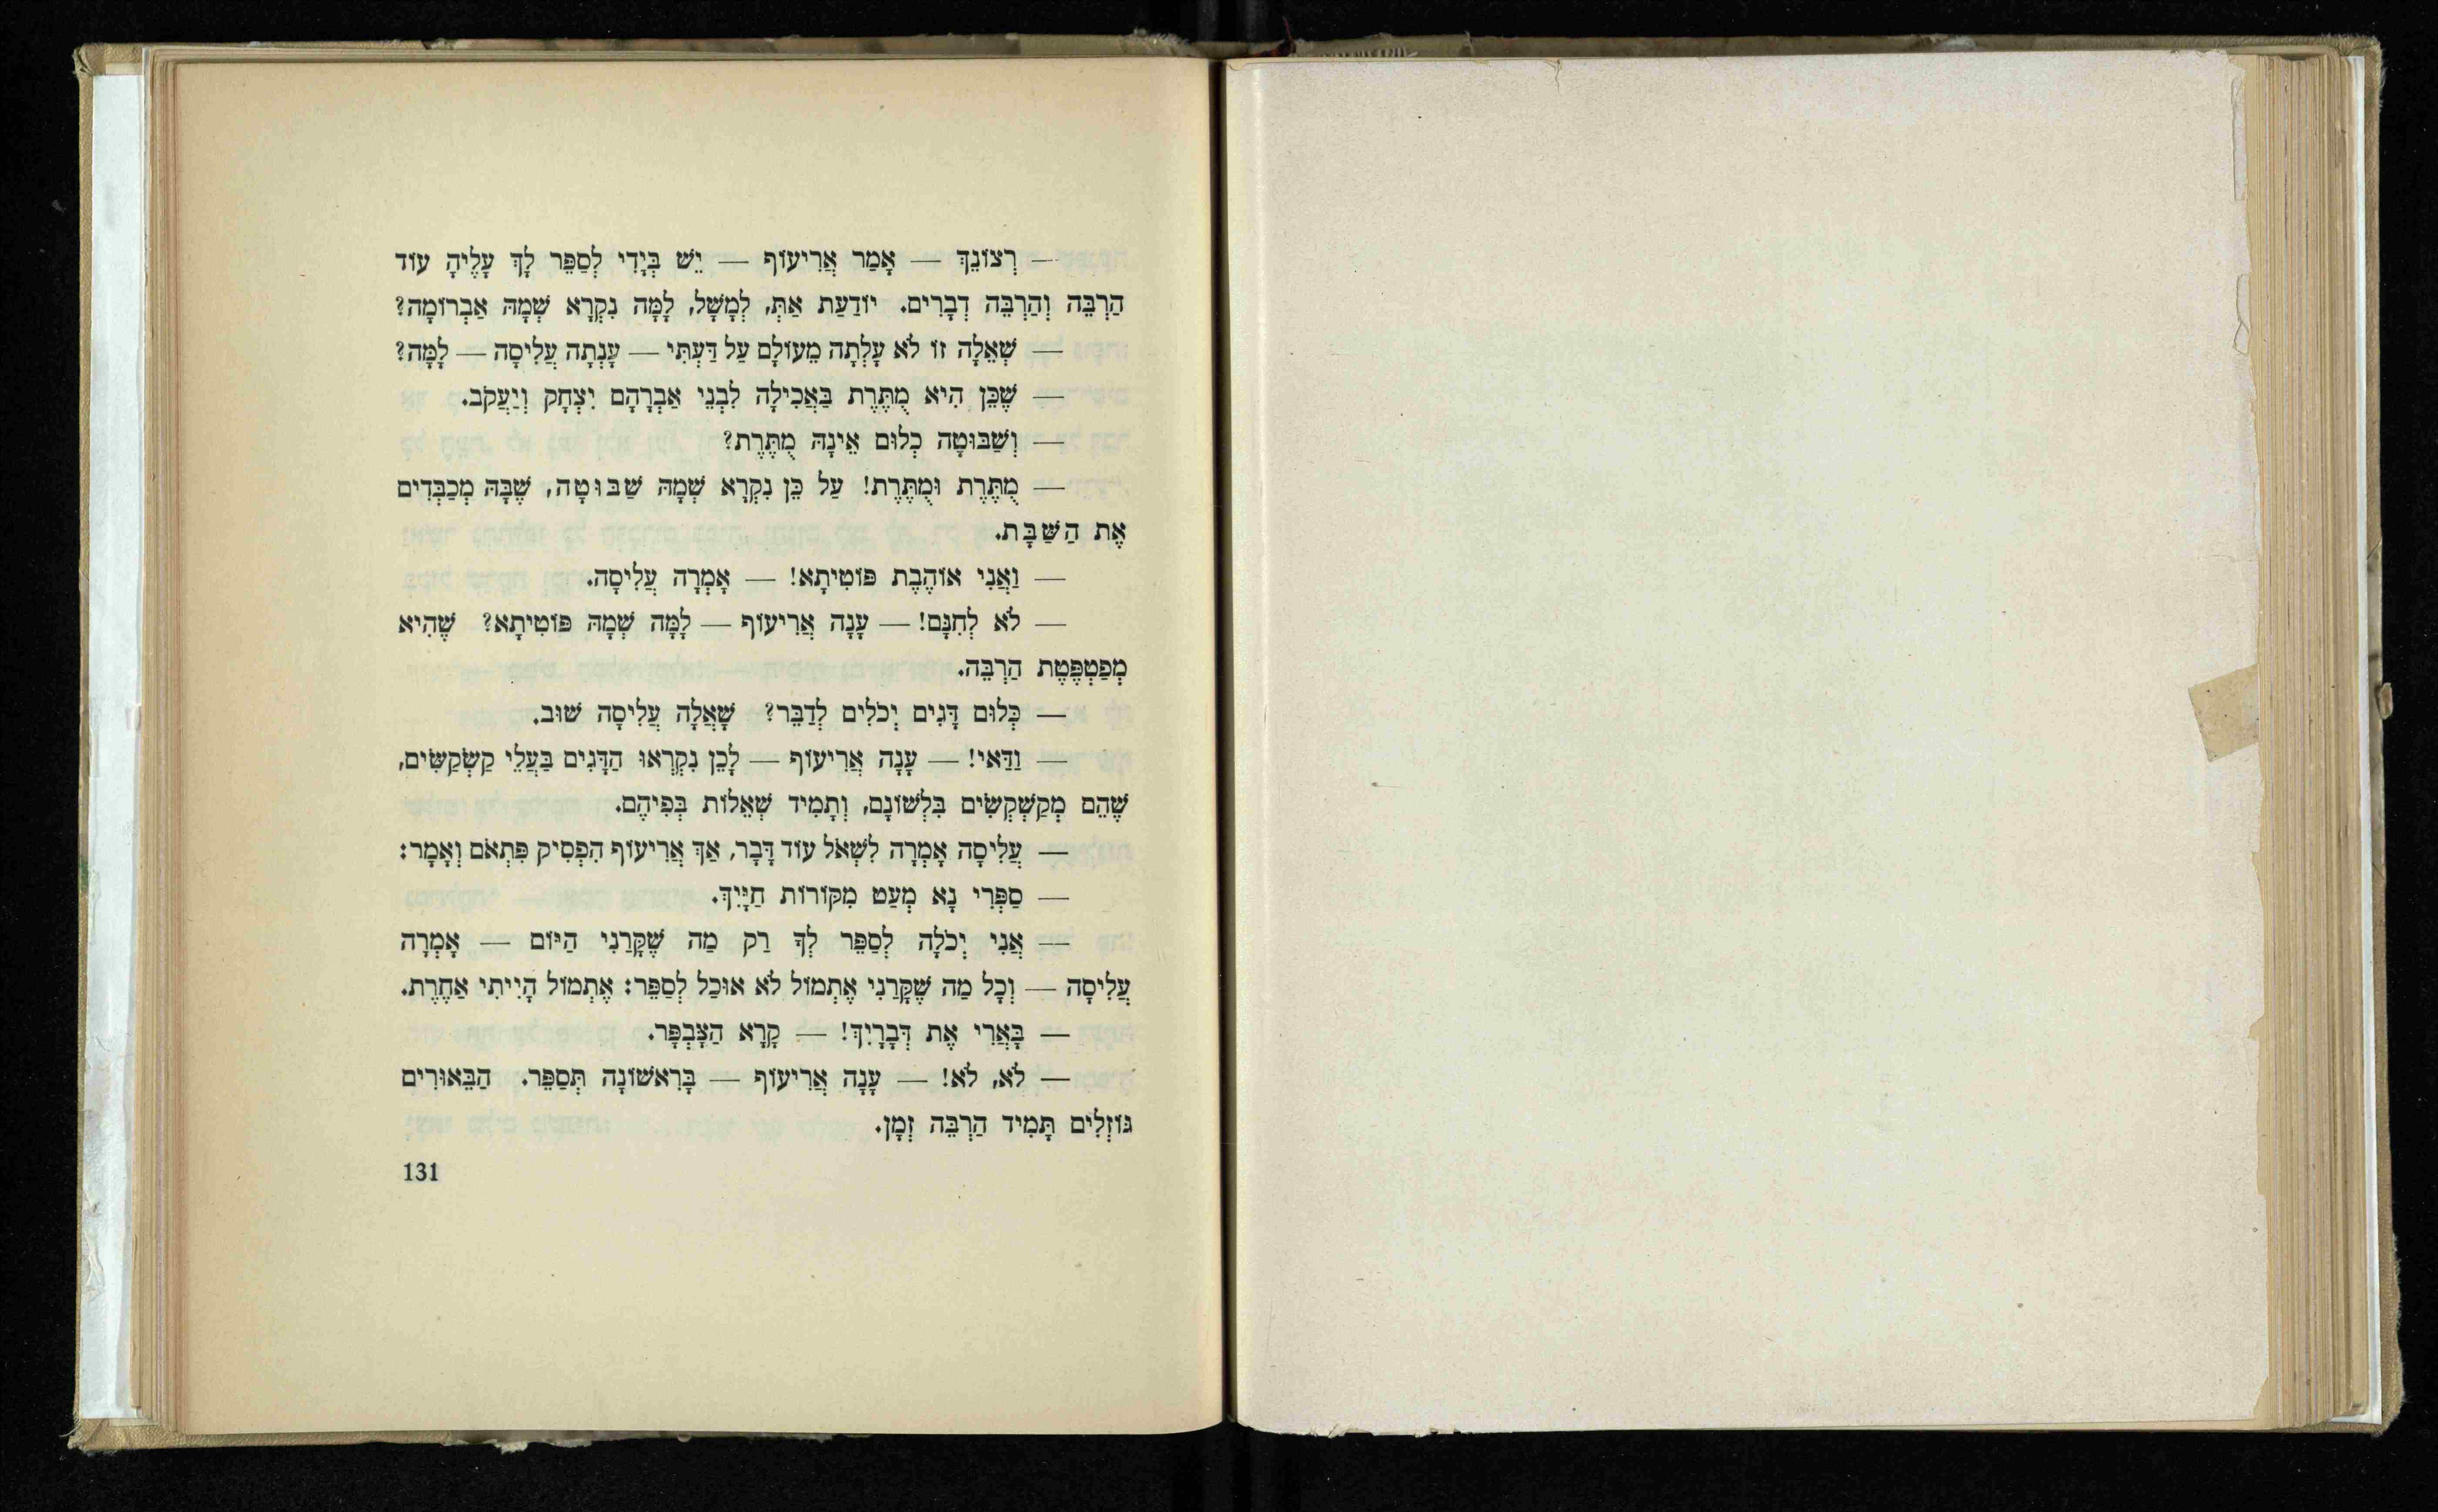 — רְצוֹנֵךְ — אָמַר אֲרִיעוֹף — יֵשׁ בְּיָדִי לְסַפֵּר לָךְ עָלֶיהָ עוֹד
הַרְבֵּה וְהַרְבֵּה דְבָרִים. יוֹדַעַת אַתְּ, לְמָשָׁל, לָמָּה נִקְרָא שְׁמָהּ אַבְרוֹמָה?
— שְׁאֵלָה זוֹ לֹא עָלְתָה מֵעוֹלָם עַל דַּעְתִּי — עָנְתָה עֲלִיסָה — לָמָּה?
— שֶׁכֵּן הִיא מֻתֶּרֶת בַּאֲכִילָה לִבְנֵי אַבְרָהָם יִצְחָק וְיַעֲקֹב.
— וְשַׁבּוּטָה כְלוּם אֵינָהּ מֻתֶּרֶת?
— מֻתֶּרֶת וּמֻתֶּרֶת! עַל כֵּן נִקְרָא שְׁמָהּ שַׁבּוּטָה, שֶׁבָּהּ מְכַבְּדִים
אֶת הַשַּׁבָּת.
— וַאֲנִי אוֹהֶבֶת פּוֹטִיתָא! — אָמְרָה עֲלִיסָה.
— לֹא לְחִנָּם! — עָנָה אֲרִיעוֹף — לָמָּה שְׁמָהּ פּוֹטִיתָא? שֶׁהִיא
מְפַטְפֶּטֶת הַרְבֵּה.
— כְּלוּם דָּגִים יְכֹלִים לְדַבֵּר? שָׁאֲלָה עֲלִיסָה שׁוּב.
— וַדַּאי! — עָנָה אֲרִיעוֹף — לָכֵן נִקְרְאוּ הַדָּגִים בַּעֲלֵי קַשְׂקַשִּׂים,
שֶׁהֵם מְקַשְׁקְשִׁים בִּלְשׁוֹנָם, וְתָמִיד שְׁאֵלוֹת בְּפִיהֶם.
— עֲלִיסָה אָמְרָה לִשְׁאֹל עוֹד דָּבָר, אַךְ אֲרִיעוֹף הִפְסִיק פִּתְאֹם וְאָמָר:
— סַפְּרִי נָא מְעַט מִקּוֹרוֹת חַיָּיִךְ.
— אֲנִי יְכֹלָה לְסַפֵּר לְךָ רַק מַה שֶּׁקָּרַנִי הַיּוֹם — אָמְרָה
עֲלִיסָה — וְכָל מַה שֶּׁקָּרַנִי אֶתְמוֹל לֹא אוּכַל לְסַפֵּר: אֶתְמוֹל הָיִיתִי אַחֶרֶת.
— בָּאֲרִי אֶת דְּבָרָיִךְ! — קָרָא הַצָּבְפָּר.
— לֹא, לֹא! — עָנָה אֲרִיעוֹף — בָּרִאשׁוֹנָה תְּסַפֵּר. הַבֵּאוּרִים
גּוֹזְלִים תָּמִיד הַרְבֵּה זְמָן.
131